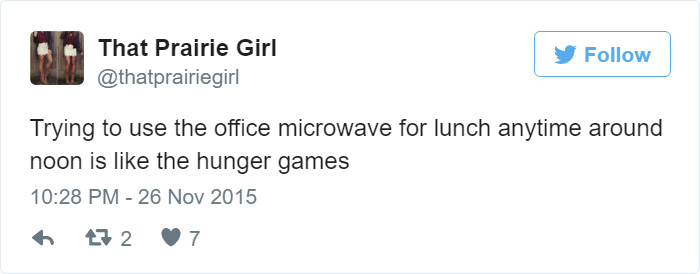 That Prairie Girl
@thatprairiegirl
Follow
Trying to use the office microwave for lunch anytime around
noon is like the hunger games
10:28 PM - 26 Nov 2015
2 7